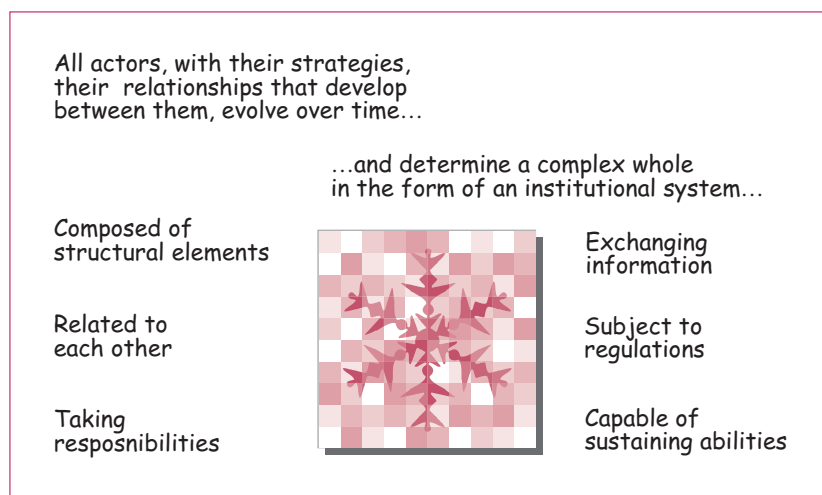 All actors, with their strategies,
their relationships that develop
between them, evolve over time…
…and determine a complex whole
in the form of an institutional system…
Composed of
structural elements
Exchanging
information
Related to
each other
Subject to
regulations
Taking
resposnibilities
Capable of
sustaining abilities